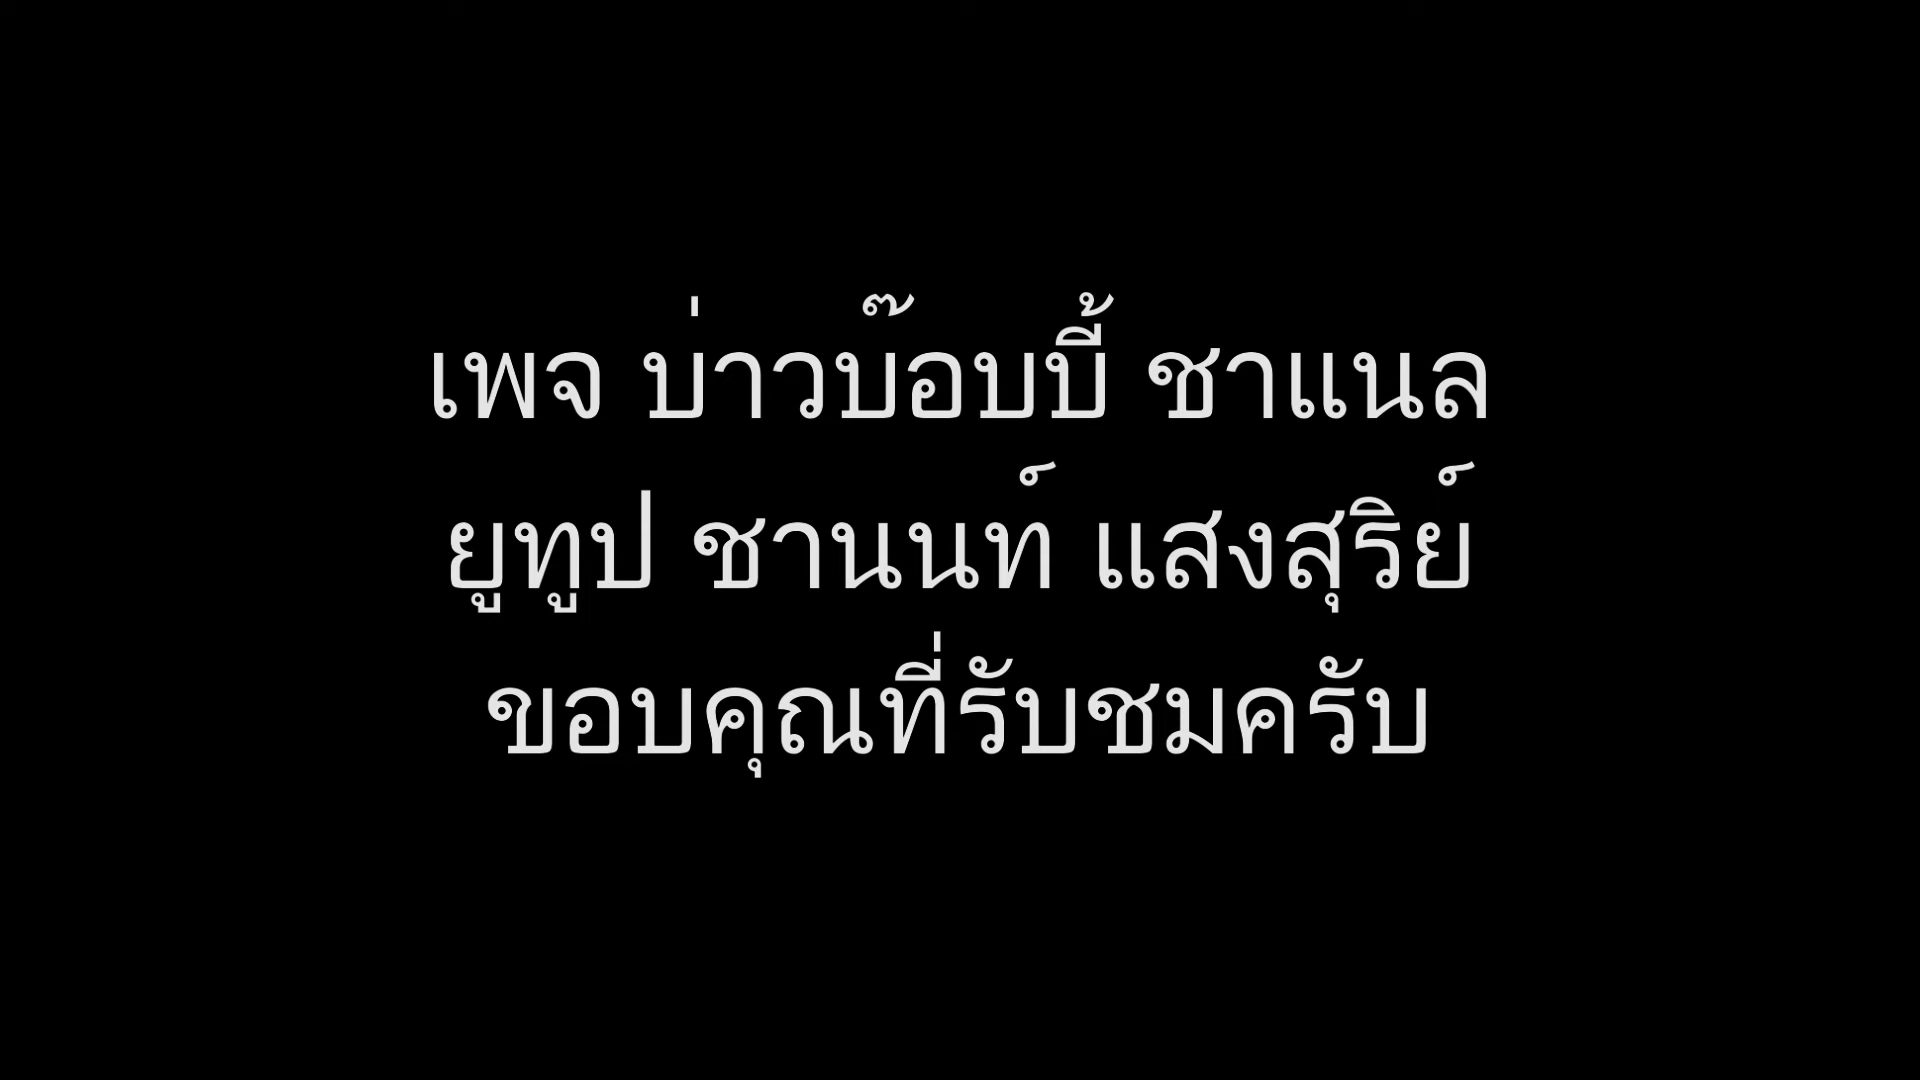 เพจ บ่าวบ๊อบบี้ ชาแนล
ยูทูป ชานนท์ แสงสุริย์
ขอบคุณที่รับชมครับ